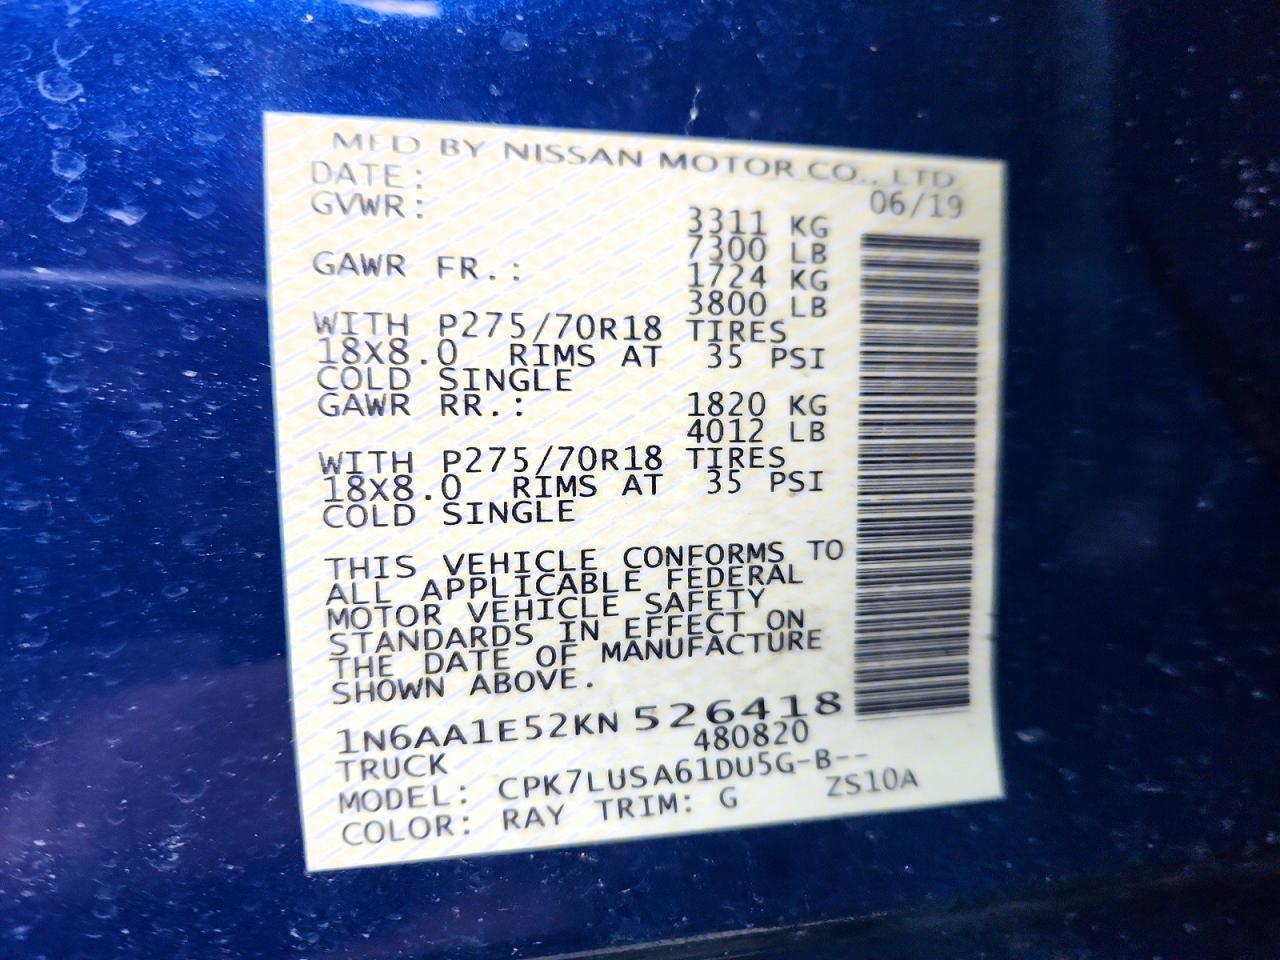 MFD BY NISSAN MOTOR CO., LTD
DATE: 06/19
GVWR: 3311 KG
7300 LB
GAWR FR.: 1724 KG
3800 LB
WITH P275/70R18 TIRES
18X8.0 RIMS AT 35 PSI
COLD SINGLE
GAWR RR.: 1820 KG
4012 LB
WITH P275/70R18 TIRES
18X8.0 RIMS AT 35 PSI
COLD SINGLE
THIS VEHICLE CONFORMS TO
ALL APPLICABLE FEDERAL
MOTOR VEHICLE SAFETY
STANDARDS IN EFFECT ON
THE DATE OF MANUFACTURE
SHOWN ABOVE.
1N6AA1E52KN 526418
TRUCK 480820
MODEL: CPK7LUSA61DU5G-B--
COLOR: RAY TRIM: G ZS10A